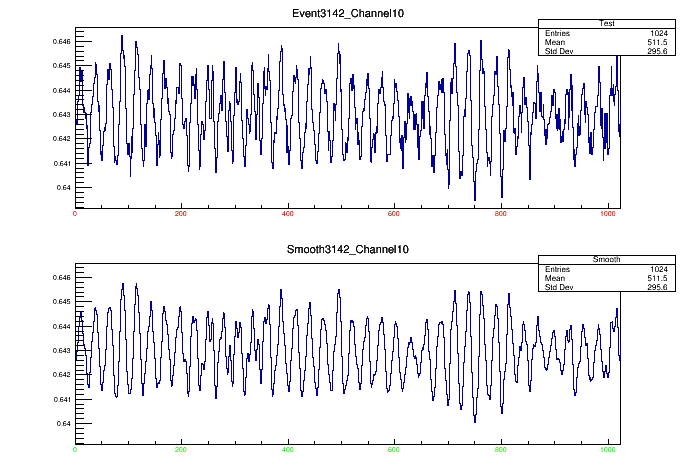 Event3142_Channel10
Test
Entries 1024
Mean 511.5
Std Dev 295.6
0.646
0.645
0.644
0.643
0.642
0.641
0.64
0 200 400 600 800 1000
Smooth3142_Channel10
Smooth
Entries 1024
Mean 511.5
Std Dev 295.6
0.646
0.645
0.644
0.643
0.642
0.641
0.64
0 200 400 600 800 1000